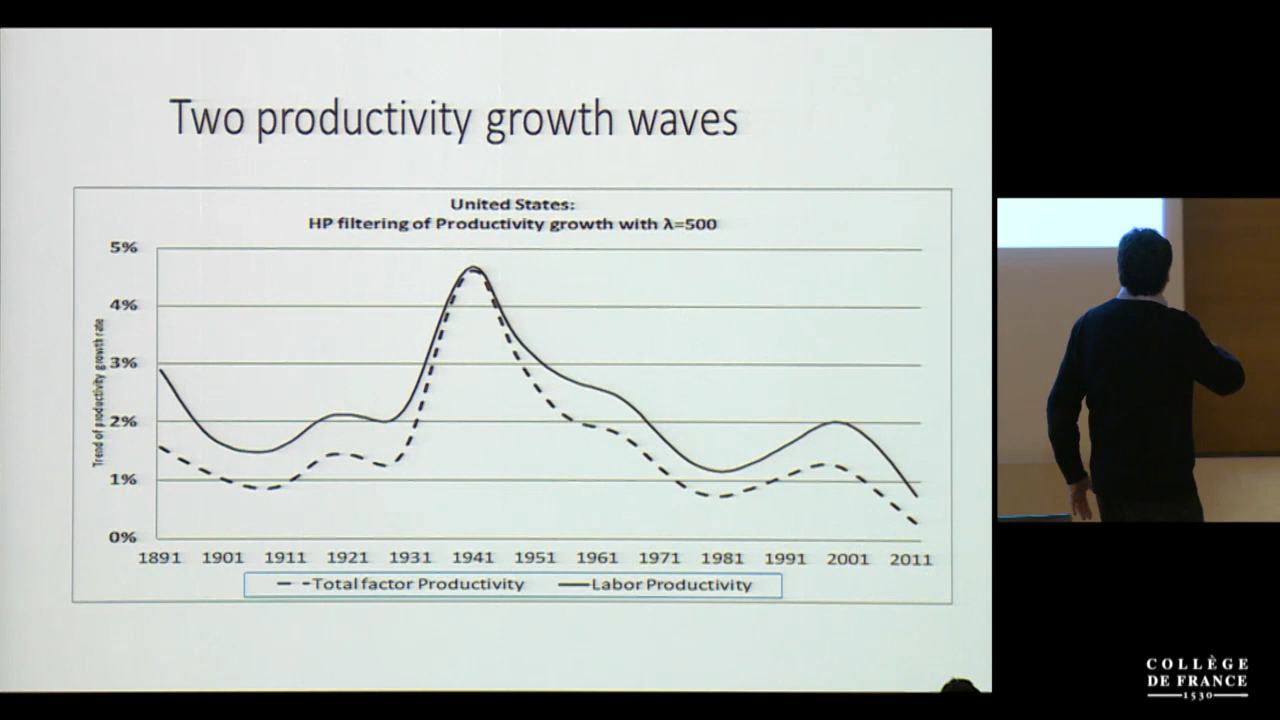 Two productivity growth waves
United States:
HP filtering of Productivity growth with λ=500
5%
4%
3%
2%
1%
0%
Trend of productivity growth rate
1891 1901 1911 1921 1931 1941 1951 1961 1971 1981 1991 2001 2011
Total factor Productivity Labor Productivity
COLLÈGE
DE FRANCE
1530